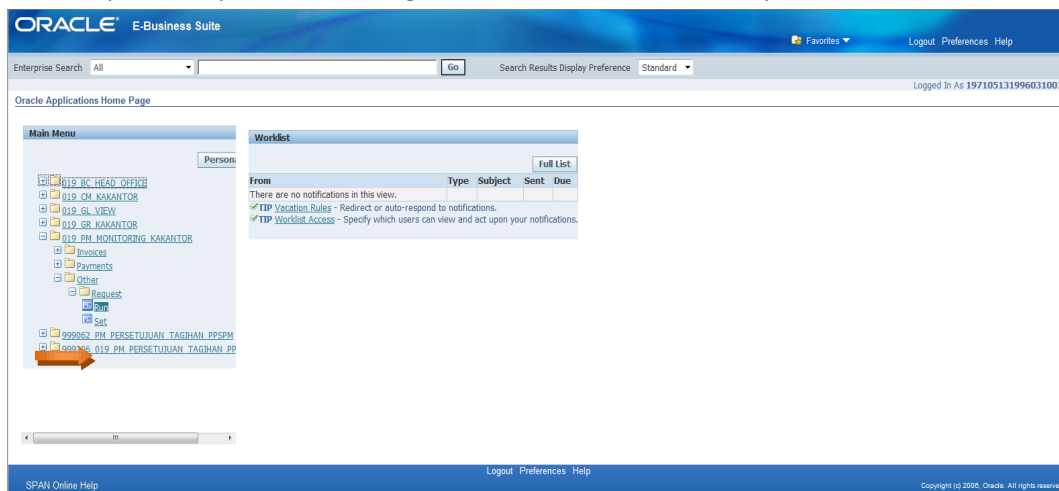 ORACLE E-Business Suite
Favorites Logout Preferences Help
Enterprise Search All Go Search Results Display Preference Standard
Logged In As 197105131996031001
Oracle Applications Home Page
Main Menu
Worklist
Persona
Full List
019 BC HEAD OFFICE
From Type Subject Sent Due
019 CM KAKANTOR
There are no notifications in this view.
019 GL VIEW
TIP Vacation Rules - Redirect or auto-respond to notifications.
019 GR KAKANTOR
TIP Worklist Access - Specify which users can view and act upon your notifications.
019 PM MONITORING KAKANTOR
Invoices
Payments
Other
Request
Run
Set
999062 PM PERSETUJUAN TAGIHAN PPSPM
019 PM PERSETUJUAN TAGIHAN PP
Logout Preferences Help
SPAN Online Help
Copyright (c) 2006, Oracle. All rights reserve